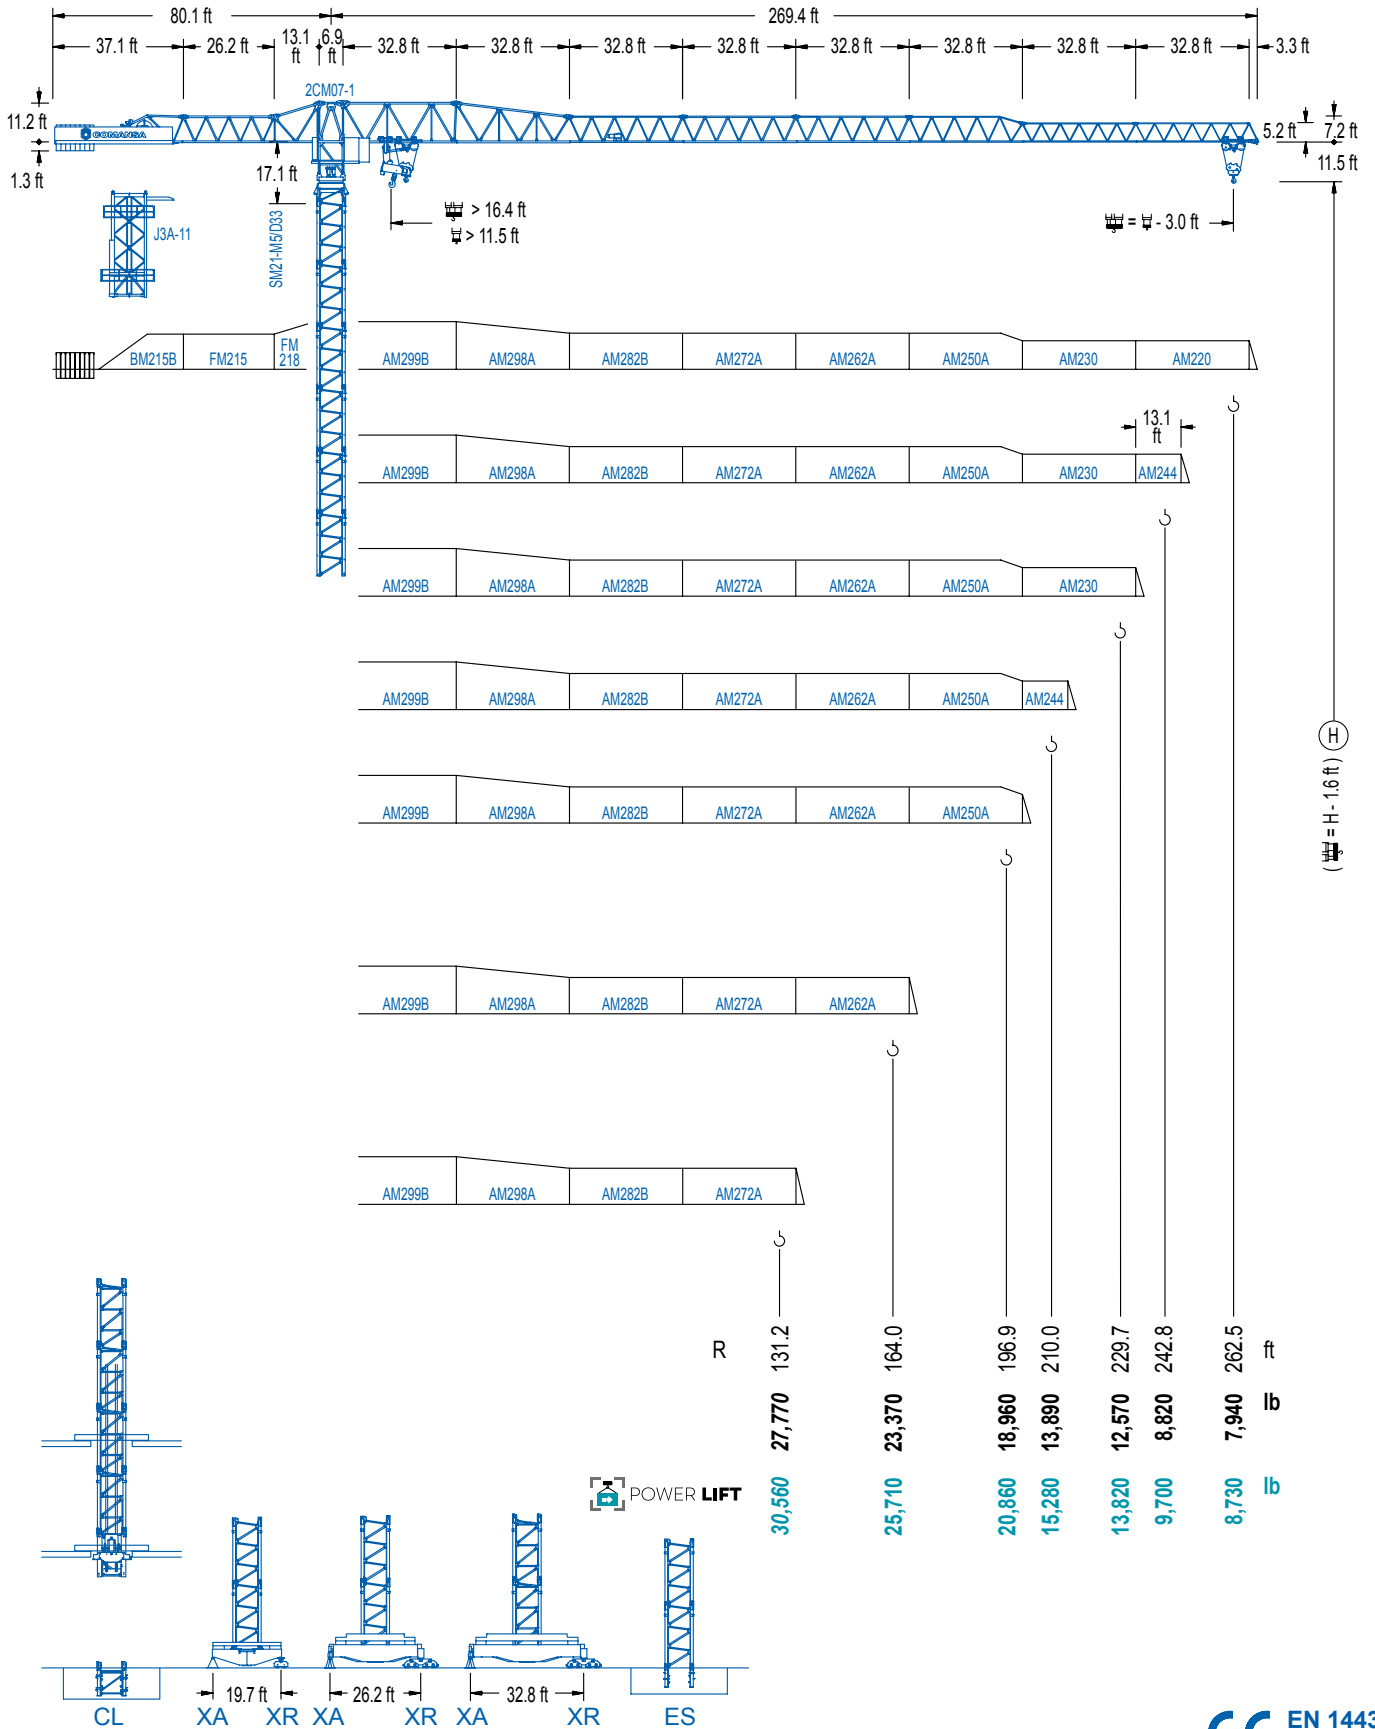 80.1 ft 269.4 ft
37.1 ft 26.2 ft 13.1 ft 6.9 ft 32.8 ft 32.8 ft 32.8 ft 32.8 ft 32.8 ft 32.8 ft 32.8 ft 32.8 ft 3.3 ft
2CM07-1
11.2 ft COMANSA 5.2 ft 7.2 ft
1.3 ft 17.1 ft 11.5 ft
> 16.4 ft = - 3.0 ft
> 11.5 ft
J3A-11
SM21-M5/D33
BM215B FM215 FM 218 AM299B AM298A AM282B AM272A AM262A AM250A AM230 AM220
13.1 ft
AM299B AM298A AM282B AM272A AM262A AM250A AM230 AM244
AM299B AM298A AM282B AM272A AM262A AM250A AM230
AM299B AM298A AM282B AM272A AM262A AM250A AM244
H
( = H - 1.6 ft )
AM299B AM298A AM282B AM272A AM262A AM250A
AM299B AM298A AM282B AM272A AM262A
AM299B AM298A AM282B AM272A
R 131.2 164.0 196.9 210.0 229.7 242.8 262.5 ft
27,770 23,370 18,960 13,890 12,570 8,820 7,940 lb
POWER LIFT 30,560 25,710 20,860 15,280 13,820 9,700 8,730 lb
19.7 ft 26.2 ft 32.8 ft
CL XA XR XA XR XA XR ES
CE EN 1443